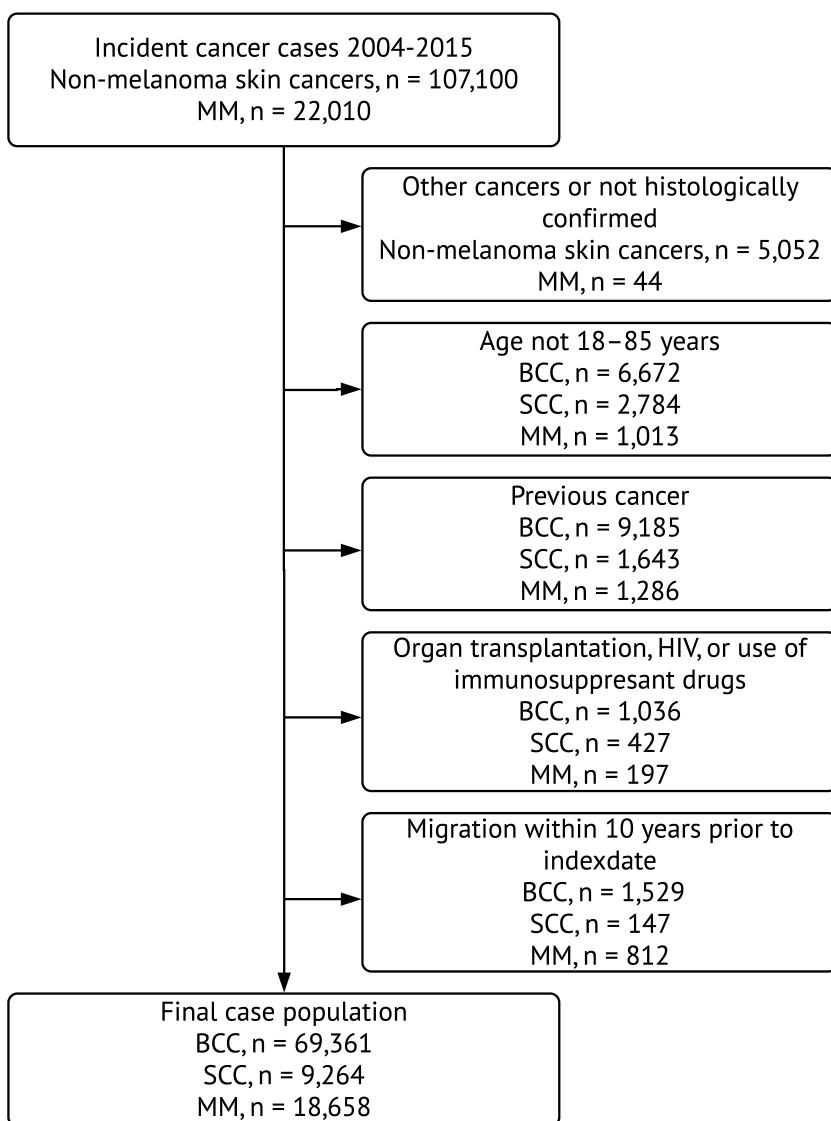 Incident cancer cases 2004-2015
Non-melanoma skin cancers, n = 107,100
MM, n = 22,010
Other cancers or not histologically
confirmed
Non-melanoma skin cancers, n = 5,052
MM, n = 44
Age not 18–85 years
BCC, n = 6,672
SCC, n = 2,784
MM, n = 1,013
Previous cancer
BCC, n = 9,185
SCC, n = 1,643
MM, n = 1,286
Organ transplantation, HIV, or use of
immunosuppresant drugs
BCC, n = 1,036
SCC, n = 427
MM, n = 197
Migration within 10 years prior to
indexdate
BCC, n = 1,529
SCC, n = 147
MM, n = 812
Final case population
BCC, n = 69,361
SCC, n = 9,264
MM, n = 18,658